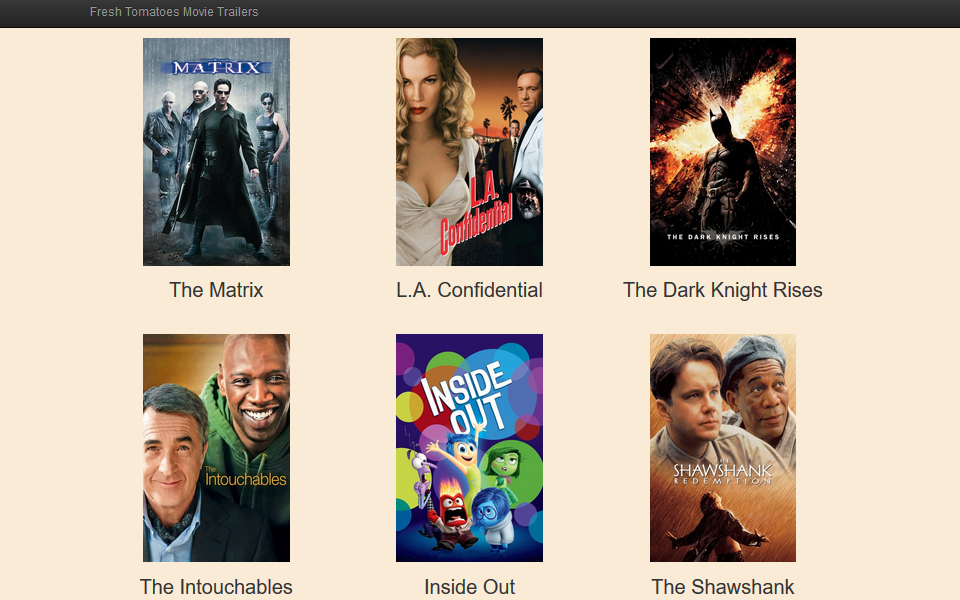 Fresh Tomatoes Movie Trailers
MATRIX
L.A.
Confidential
THE DARK KNIGHT RISES
The Matrix
L.A. Confidential
The Dark Knight Rises
The
Intouchables
INSIDE
OUT
THE
SHAWSHANK
REDEMPTION
The Intouchables
Inside Out
The Shawshank